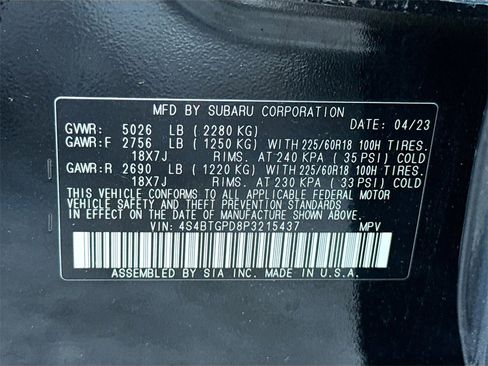 MFD BY SUBARU CORPORATION
GVWR: 5026 LB (2280 KG) DATE: 04/23
GAWR:F 2756 LB (1250 KG) WITH 225/60R18 100H TIRES.
18X7J RIMS. AT 240 KPA (35 PSI) COLD
GAWR:R 2690 LB (1220 KG) WITH 225/60R18 100H TIRES.
18X7J RIMS. AT 230 KPA (33 PSI) COLD
THIS VEHICLE CONFORMS TO ALL APPLICABLE FEDERAL MOTOR
VEHICLE SAFETY, BUMPER, AND THEFT PREVENTION STANDARDS
IN EFFECT ON THE DATE OF MANUFACTURE SHOWN ABOVE.
VIN: 4S4BTGPD8P3215437 MPV
ASSEMBLED BY SIA INC. MADE IN U.S.A.